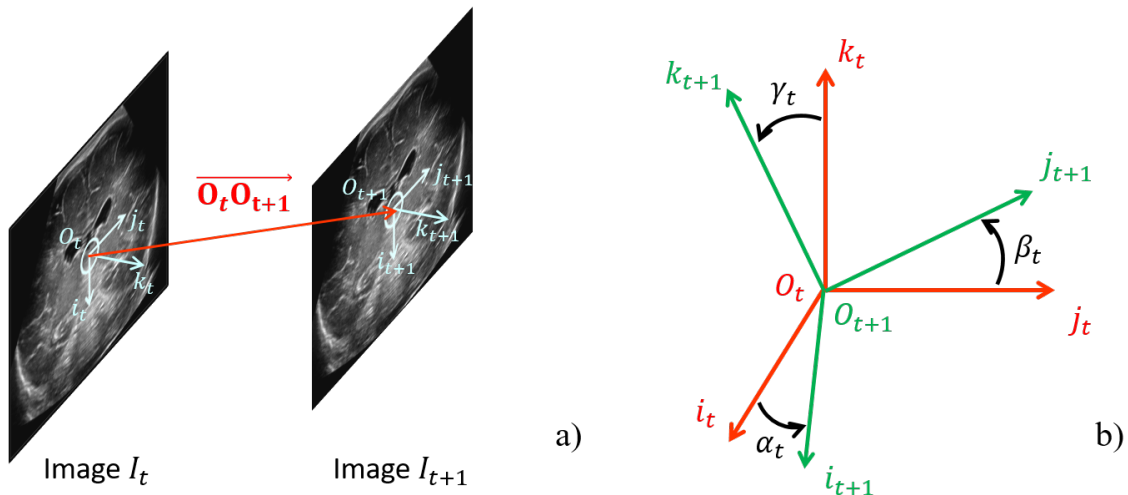 O_t
j_t
k_t
i_t
O_tO_{t+1}
O_{t+1}
j_{t+1}
k_{t+1}
i_{t+1}
Image I_t
Image I_{t+1}
a)
k_t
k_{t+1}
γ_t
j_{t+1}
β_t
O_t
O_{t+1}
j_t
i_t
α_t
i_{t+1}
b)